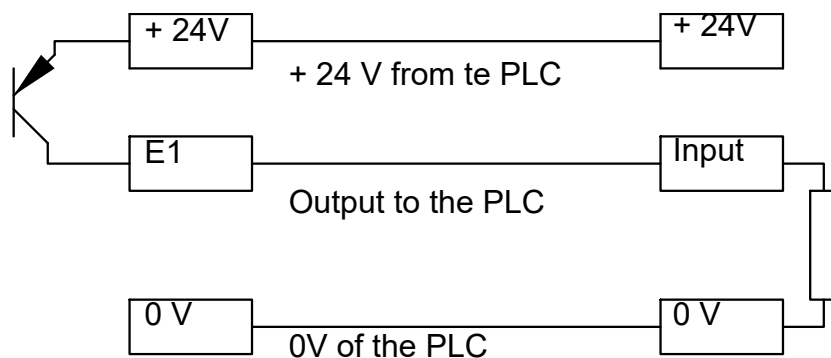 + 24V
+ 24V
+ 24 V from te PLC
E1
Input
Output to the PLC
0 V
0 V
0V of the PLC